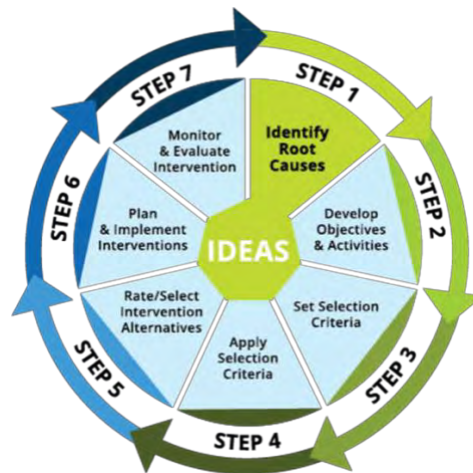 STEP 1
Identify
Root
Causes
STEP 2
Develop
Objectives
& Activities
STEP 3
Set Selection
Criteria
STEP 4
Apply
Selection
Criteria
STEP 5
Rate/Select
Intervention
Alternatives
STEP 6
Plan
& Implement
Interventions
STEP 7
Monitor
& Evaluate
Intervention
IDEAS